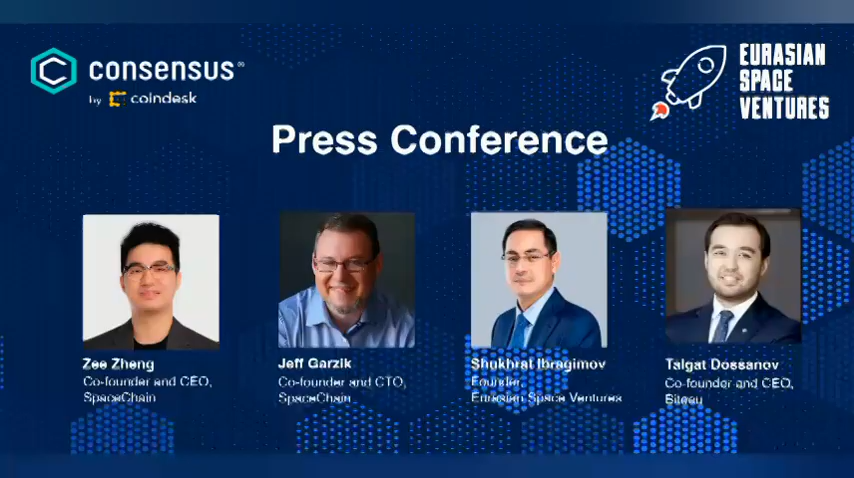 consensus
by coindesk
EURASIAN
SPACE
VENTURES
Press Conference
Zee Zheng
Co-founder and CEO,
SpaceChain
Jeff Garzik
Co-founder and CTO,
SpaceChain
Shukhrat Ibragimov
Founder,
Eurasian Space Ventures
Talgat Dossanov
Co-founder and CEO,
Biteeu